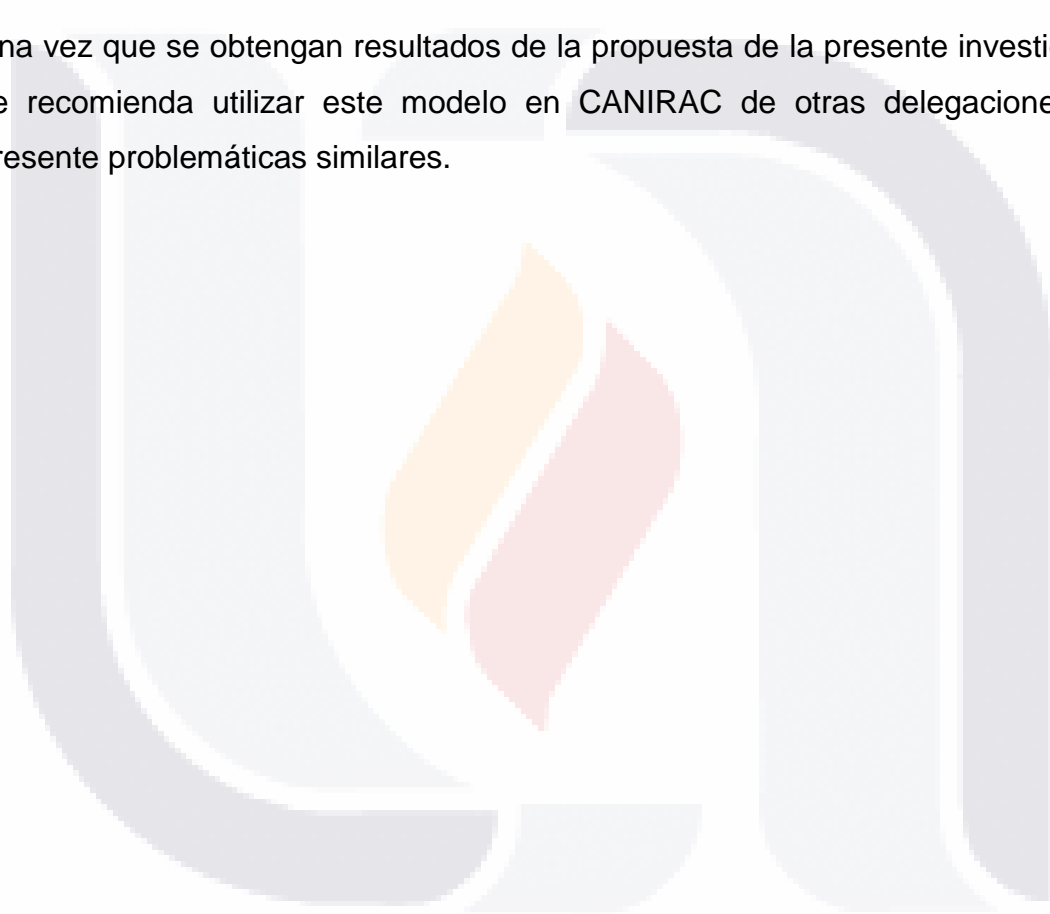 na vez que se obtengan resultados de la propuesta de la presente investi
e recomienda utilizar este modelo en CANIRAC de otras delegacione
resente problemáticas similares.